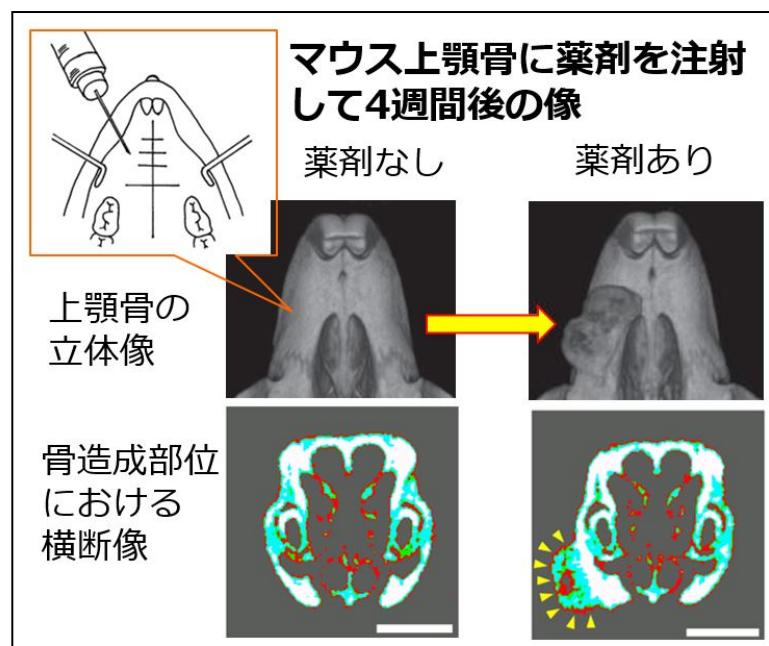 マウス上顎骨に薬剤を注射
して4週間後の像
薬剤なし
薬剤あり
上顎骨の
立体像
骨造成部位
における
横断像